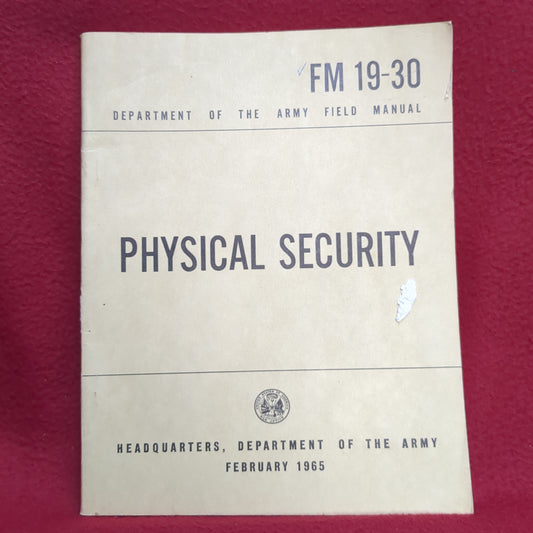 FM 19-30
DEPARTMENT OF THE ARMY FIELD MANUAL
PHYSICAL SECURITY
HEADQUARTERS, DEPARTMENT OF THE ARMY
FEBRUARY 1965